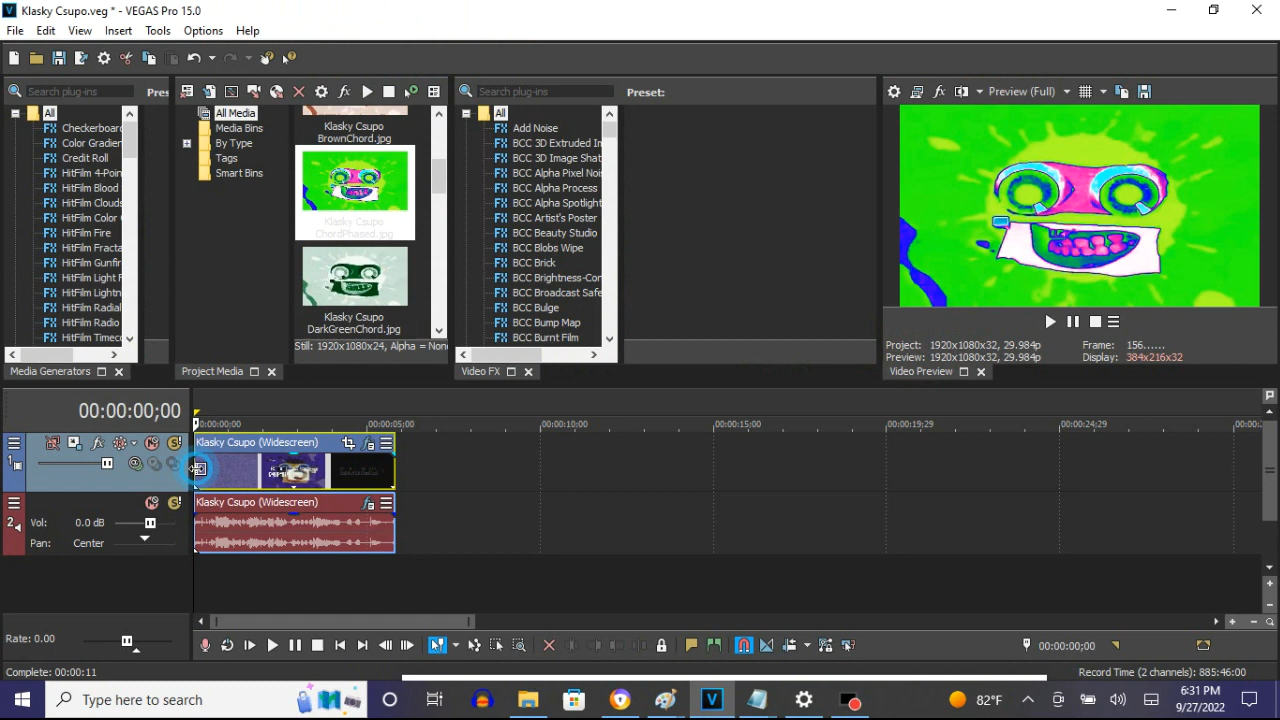 Klasky Csupo.veg * - VEGAS Pro 15.0
File Edit View Insert Tools Options Help
Search plug-ins
Pres
Search plug-ins
Preset:
Preview (Full)
All
Checkerboard
Color Gradien
Credit Roll
HitFilm 4-Poin
HitFilm Blood
HitFilm Clouds
HitFilm Color
HitFilm Fire
HitFilm Fracta
HitFilm Gunfir
HitFilm Light F
HitFilm Lightn
HitFilm Radial
HitFilm Radio
HitFilm Timeco
Media Generators
All Media
Media Bins
By Type
Tags
Smart Bins
Klasky Csupo
BrownChord.jpg
Klasky Csupo
ChordPhased.jpg
Klasky Csupo
DarkGreenChord.jpg
Still: 1920x1080x24, Alpha = None
Project Media
All
Add Noise
BCC 3D Extruded Im
BCC 3D Image Shat
BCC Alpha Pixel Noi
BCC Alpha Process
BCC Alpha Spotlight
BCC Artist's Poster
BCC Beauty Studio
BCC Blobs Wipe
BCC Brick
BCC Brightness-Con
BCC Broadcast Safe
BCC Bulge
BCC Bump Map
BCC Burnt Film
Video FX
Project: 1920x1080x32, 29.984p
Frame: 156......
Preview: 1920x1080x32, 29.984p
Display: 384x216x32
Video Preview
00:00:00;00
00:00:00;00 00:00:05;00 00:00:10;00 00:00:15;00 00:00:19;29 00:00:24;29
Klasky Csupo (Widescreen)
1
Klasky Csupo (Widescreen)
2
Vol: 0.0 dB
Pan: Center
Rate: 0.00
00:00:00;00
Complete: 00:00:11
Record Time (2 channels): 885:46:00
Type here to search
82°F
6:31 PM
9/27/2022